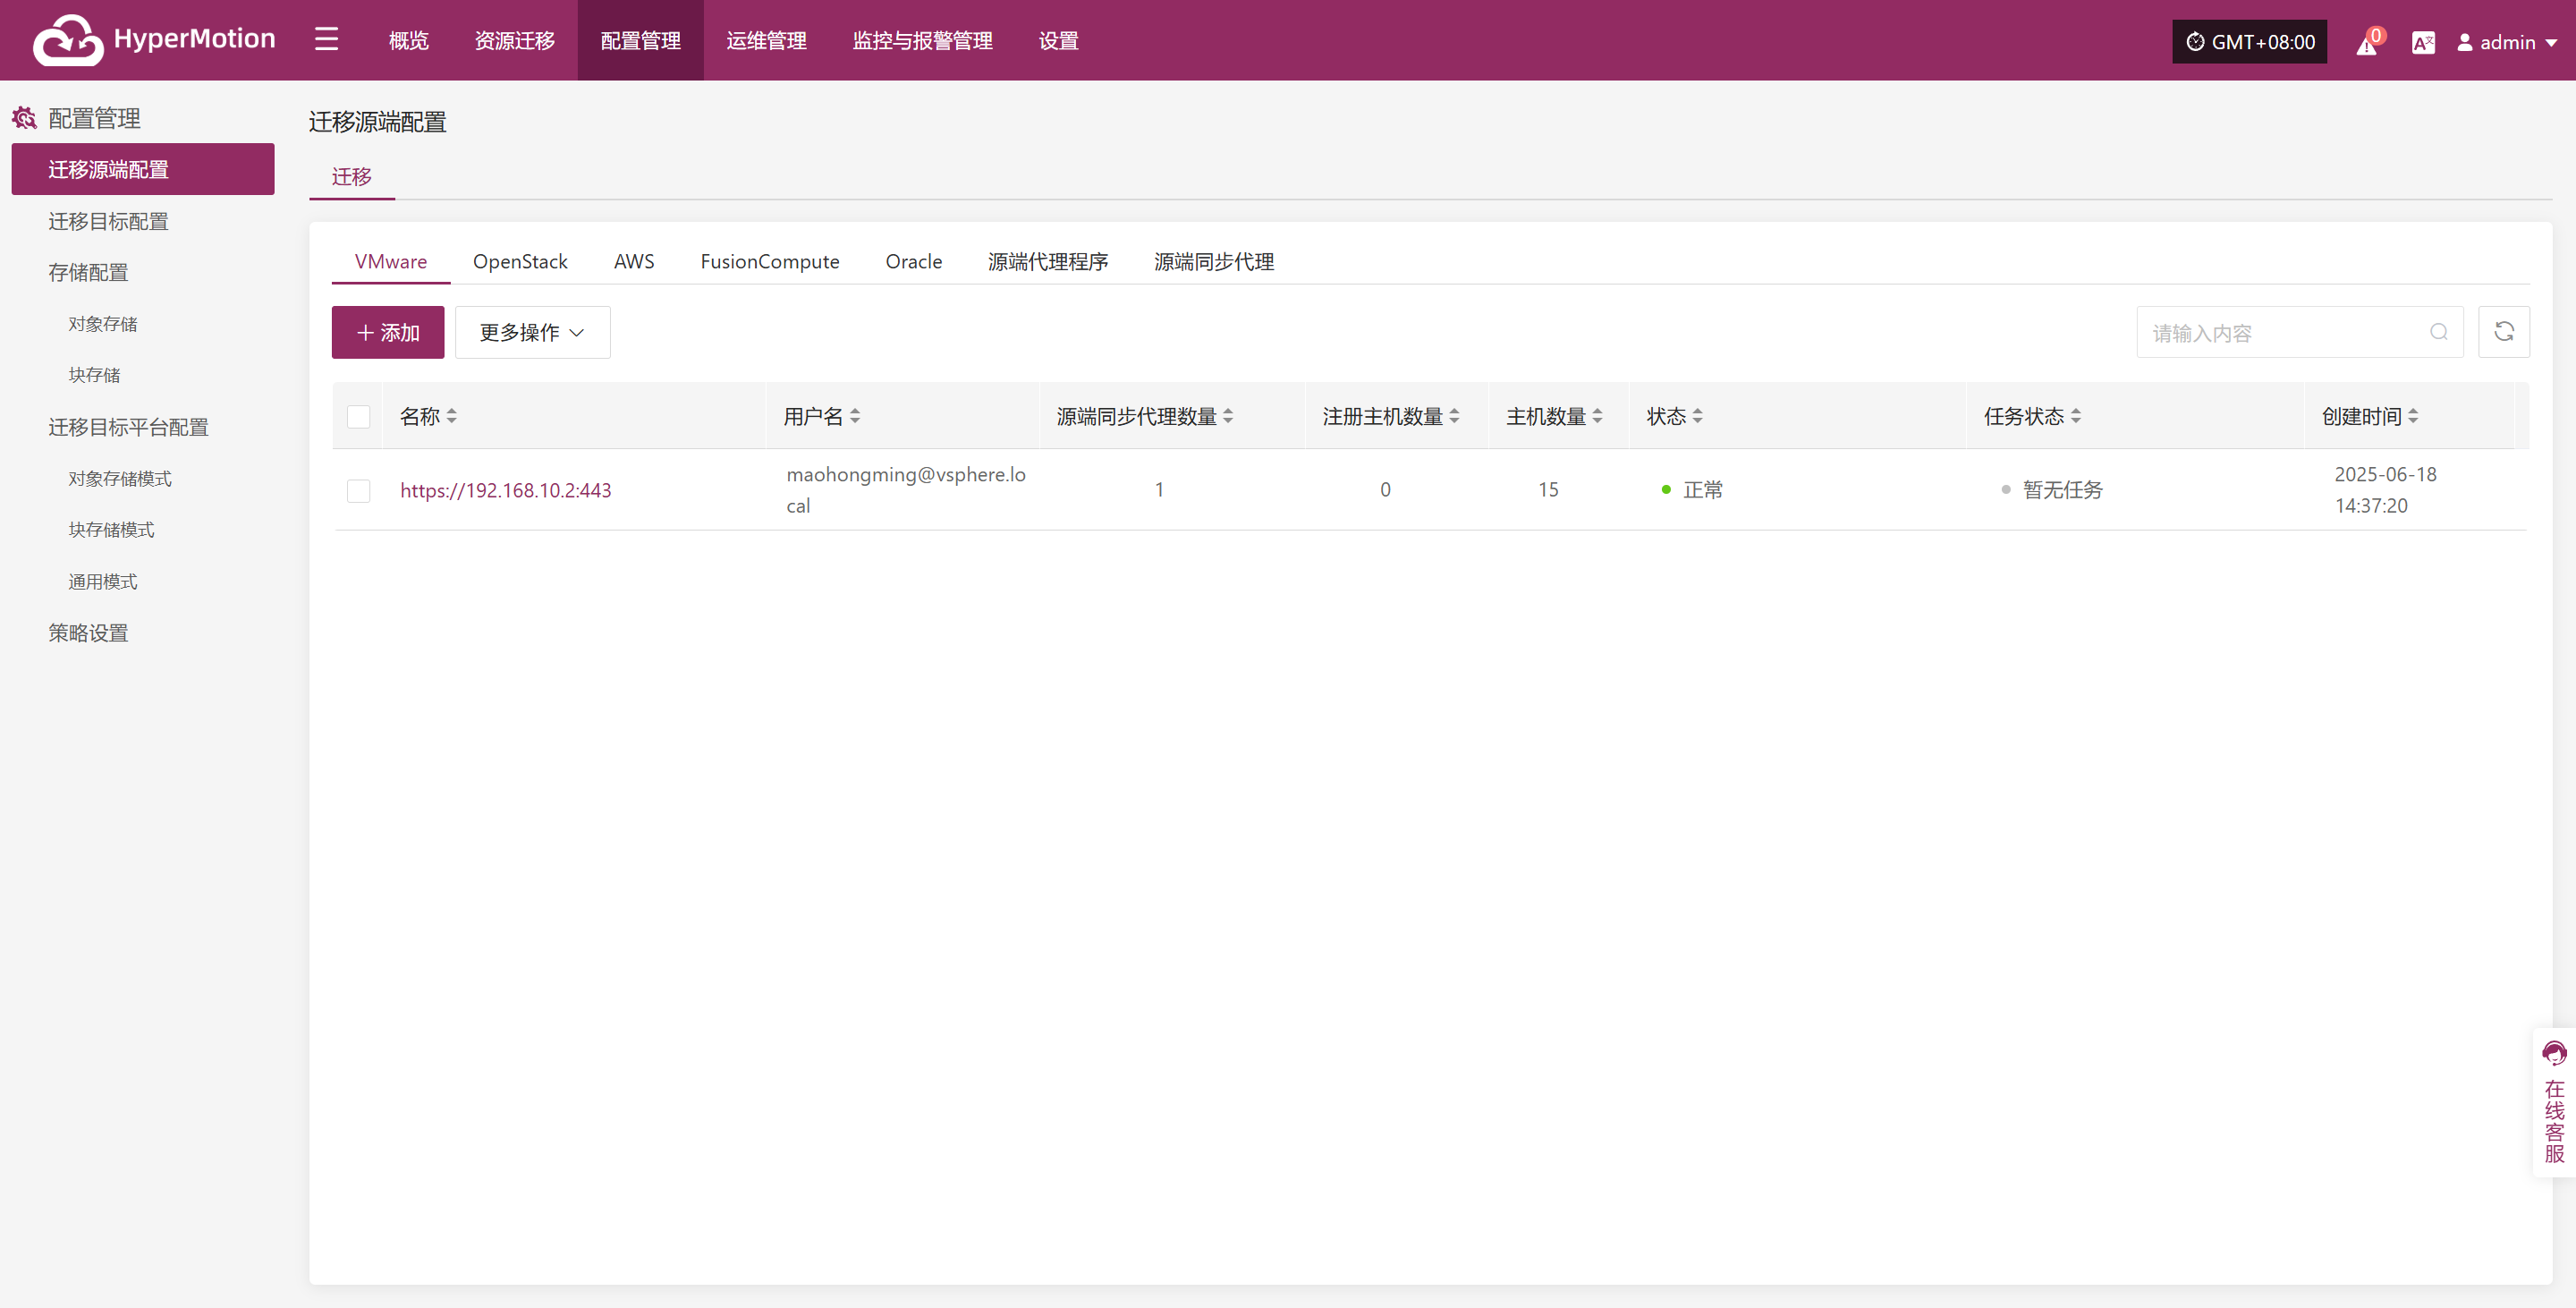 HyperMotion
概览
资源迁移
配置管理
运维管理
监控与报警管理
设置
GMT+08:00
0
admin
配置管理
迁移源端配置
迁移目标配置
存储配置
对象存储
块存储
迁移目标平台配置
对象存储模式
块存储模式
通用模式
策略设置
迁移源端配置
迁移
VMware
OpenStack
AWS
FusionCompute
Oracle
源端代理程序
源端同步代理
添加
更多操作
请输入内容
名称
用户名
源端同步代理数量
注册主机数量
主机数量
状态
任务状态
创建时间
https://192.168.10.2:443
maohongming@vsphere.lo
cal
1
0
15
正常
暂无任务
2025-06-18
14:37:20
在线客服